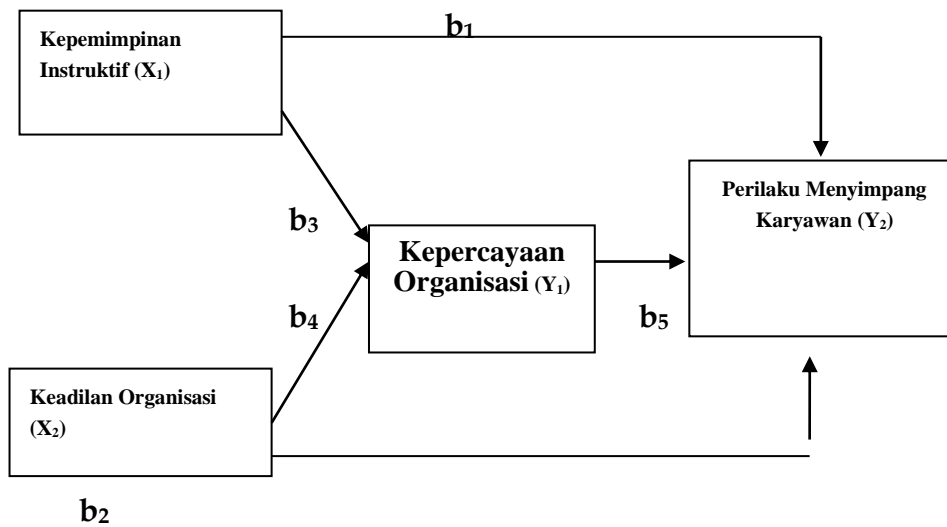 b₁
Kepemimpinan
Instruktif (X₁)
Perilaku Menyimpang
Karyawan (Y₂)
b₃
Kepercayaan
Organisasi (Y₁)
b₄
b₅
Keadilan Organisasi
(X₂)
b₂